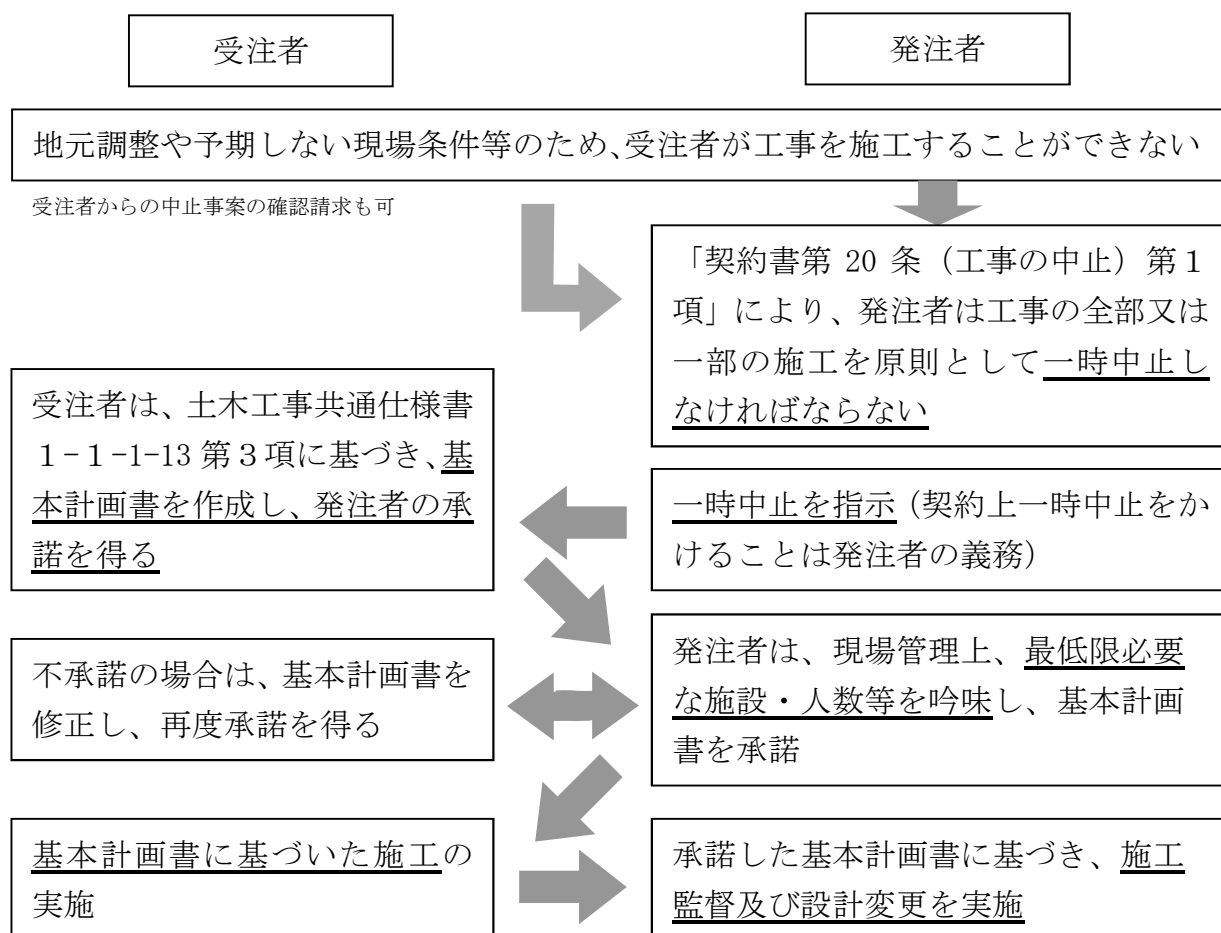 受注者
発注者
地元調整や予期しない現場条件等のため、受注者が工事を施工することができない
受注者からの中止事案の確認請求も可
「契約書第 20 条（工事の中止）第１
項」により、発注者は工事の全部又は
一部の施工を原則として一時中止し
なければならない
受注者は、土木工事共通仕様書
１-１-1-13 第３項に基づき、基
本計画書を作成し、発注者の承
諾を得る
一時中止を指示（契約上一時中止をか
けることは発注者の義務）
発注者は、現場管理上、最低限必要
な施設・人数等を吟味し、基本計画
書を承諾
不承諾の場合は、基本計画書を
修正し、再度承諾を得る
基本計画書に基づいた施工の
実施
承諾した基本計画書に基づき、施工
監督及び設計変更を実施